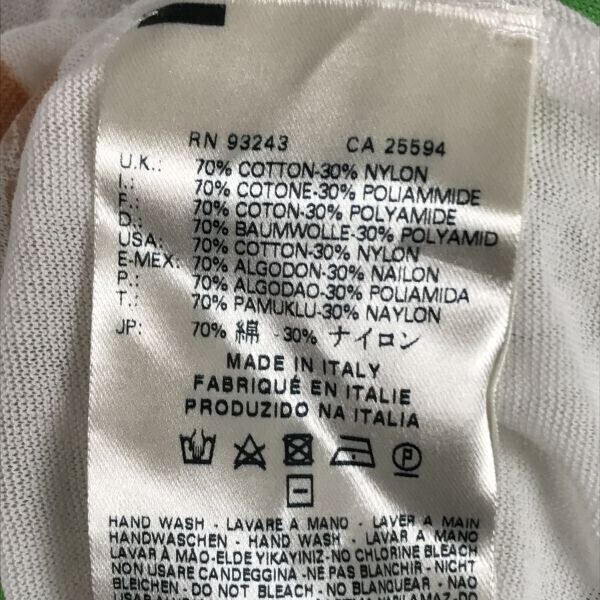 RN 93243 CA 25594
U.K.: 70% COTTON-30% NYLON
I.: 70% COTONE-30% POLIAMMIDE
F.: 70% COTON-30% POLYAMIDE
D.: 70% BAUMWOLLE-30% POLYAMID
USA: 70% COTTON-30% NYLON
E-MEX: 70% ALGODON-30% NAILON
P.: 70% ALGODAO-30% POLIAMIDA
T.: 70% PAMUKLU-30% NAYLON
JP: 70% 綿 -30% ナイロン
MADE IN ITALY
FABRIQUÉ EN ITALIE
PRODUZIDO NA ITALIA
P
HAND WASH - LAVARE A MANO - LAVER A MAIN
HANDWASCHEN - HAND WASH - LAVAR A MANO
LAVAR À MÃO-ELDE YIKAYINIZ-NO CHLORINE BLEACH
NON USARE CANDEGGINA -NE PAS BLANCHIR - NICHT
BLEICHEN - DO NOT BLEACH - NO BLANQUEAR - NAO